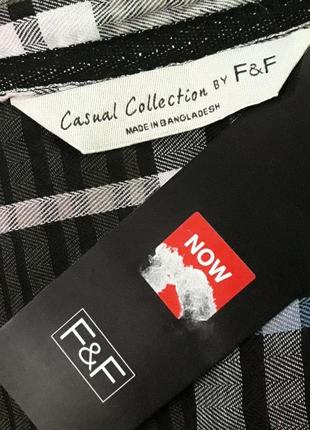 Casual Collection BY F&F
MADE IN BANGLADESH
NOW
F&F